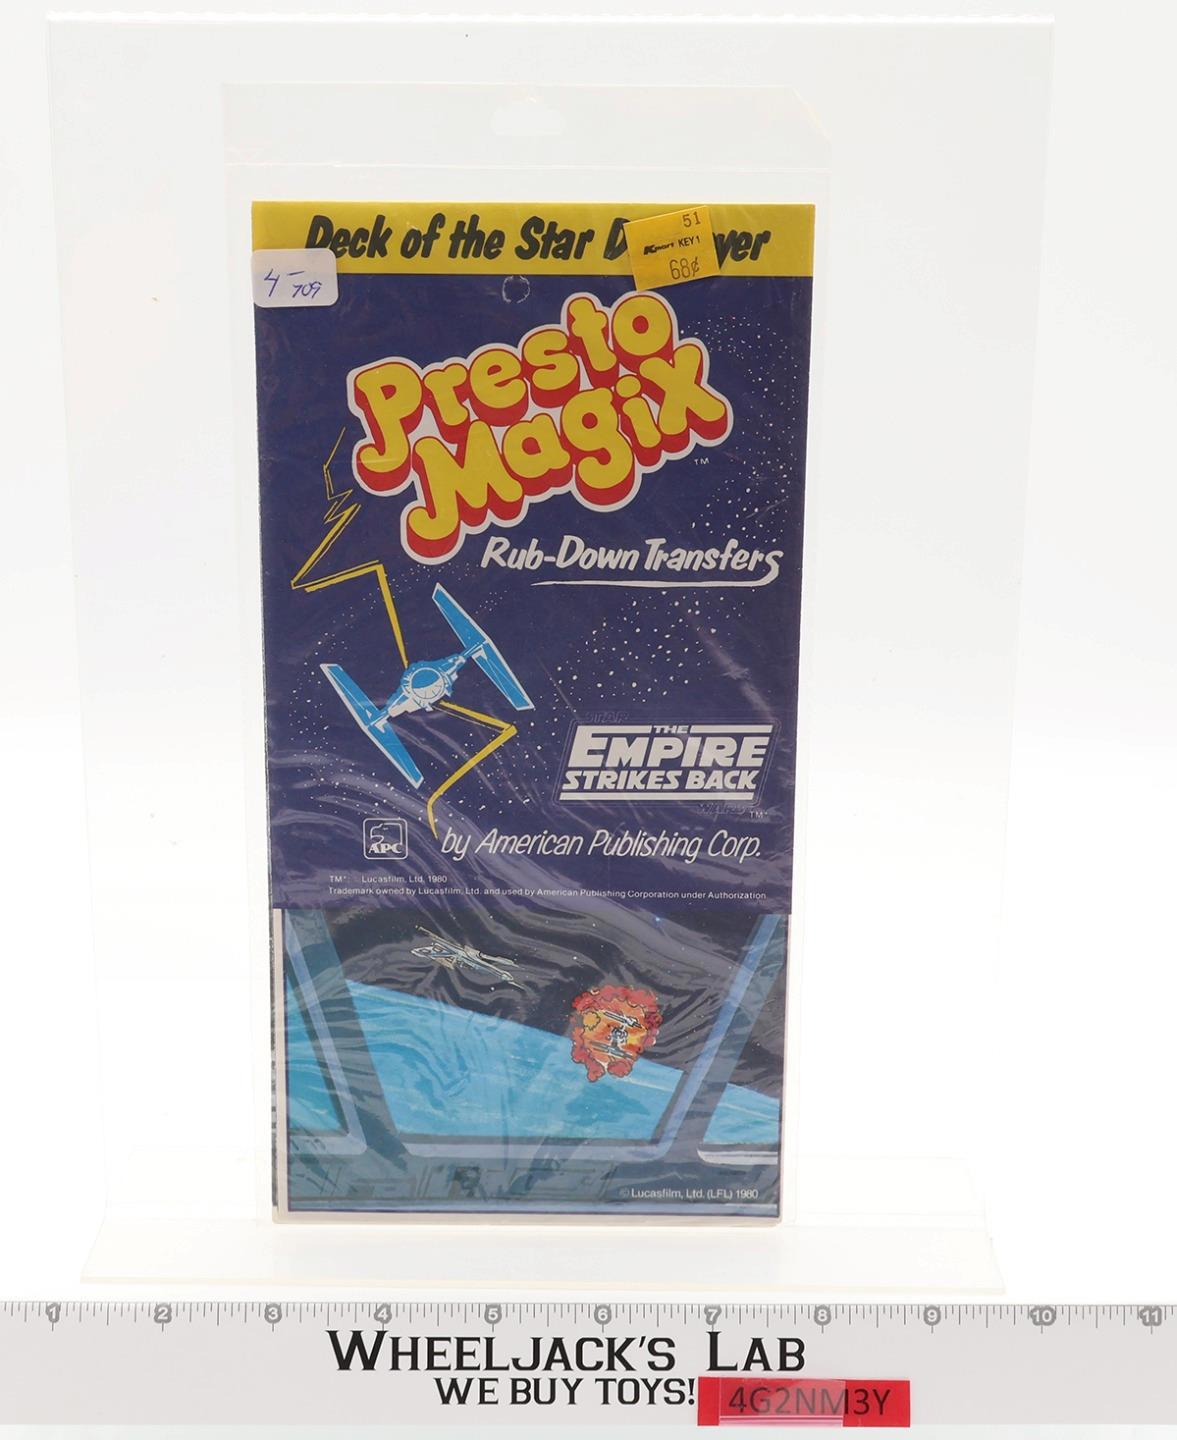 Deck of the Star D yer
51
Kmart KEY 1
68¢
4-
709
Presto
Magix
TM
Rub-Down Transfers
STAR
THE
EMPIRE
STRIKES BACK
WARS
TM*
APC
by American Publishing Corp.
TM*: Lucasfilm, Ltd. 1980
Trademark owned by Lucasfilm, Ltd. and used by American Publishing Corporation under Authorization
© Lucasfilm, Ltd. (LFL) 1980
1 2 3 4 5 6 7 8 9 10 11
WHEELJACK'S LAB
WE BUY TOYS!
4G2NM3Y